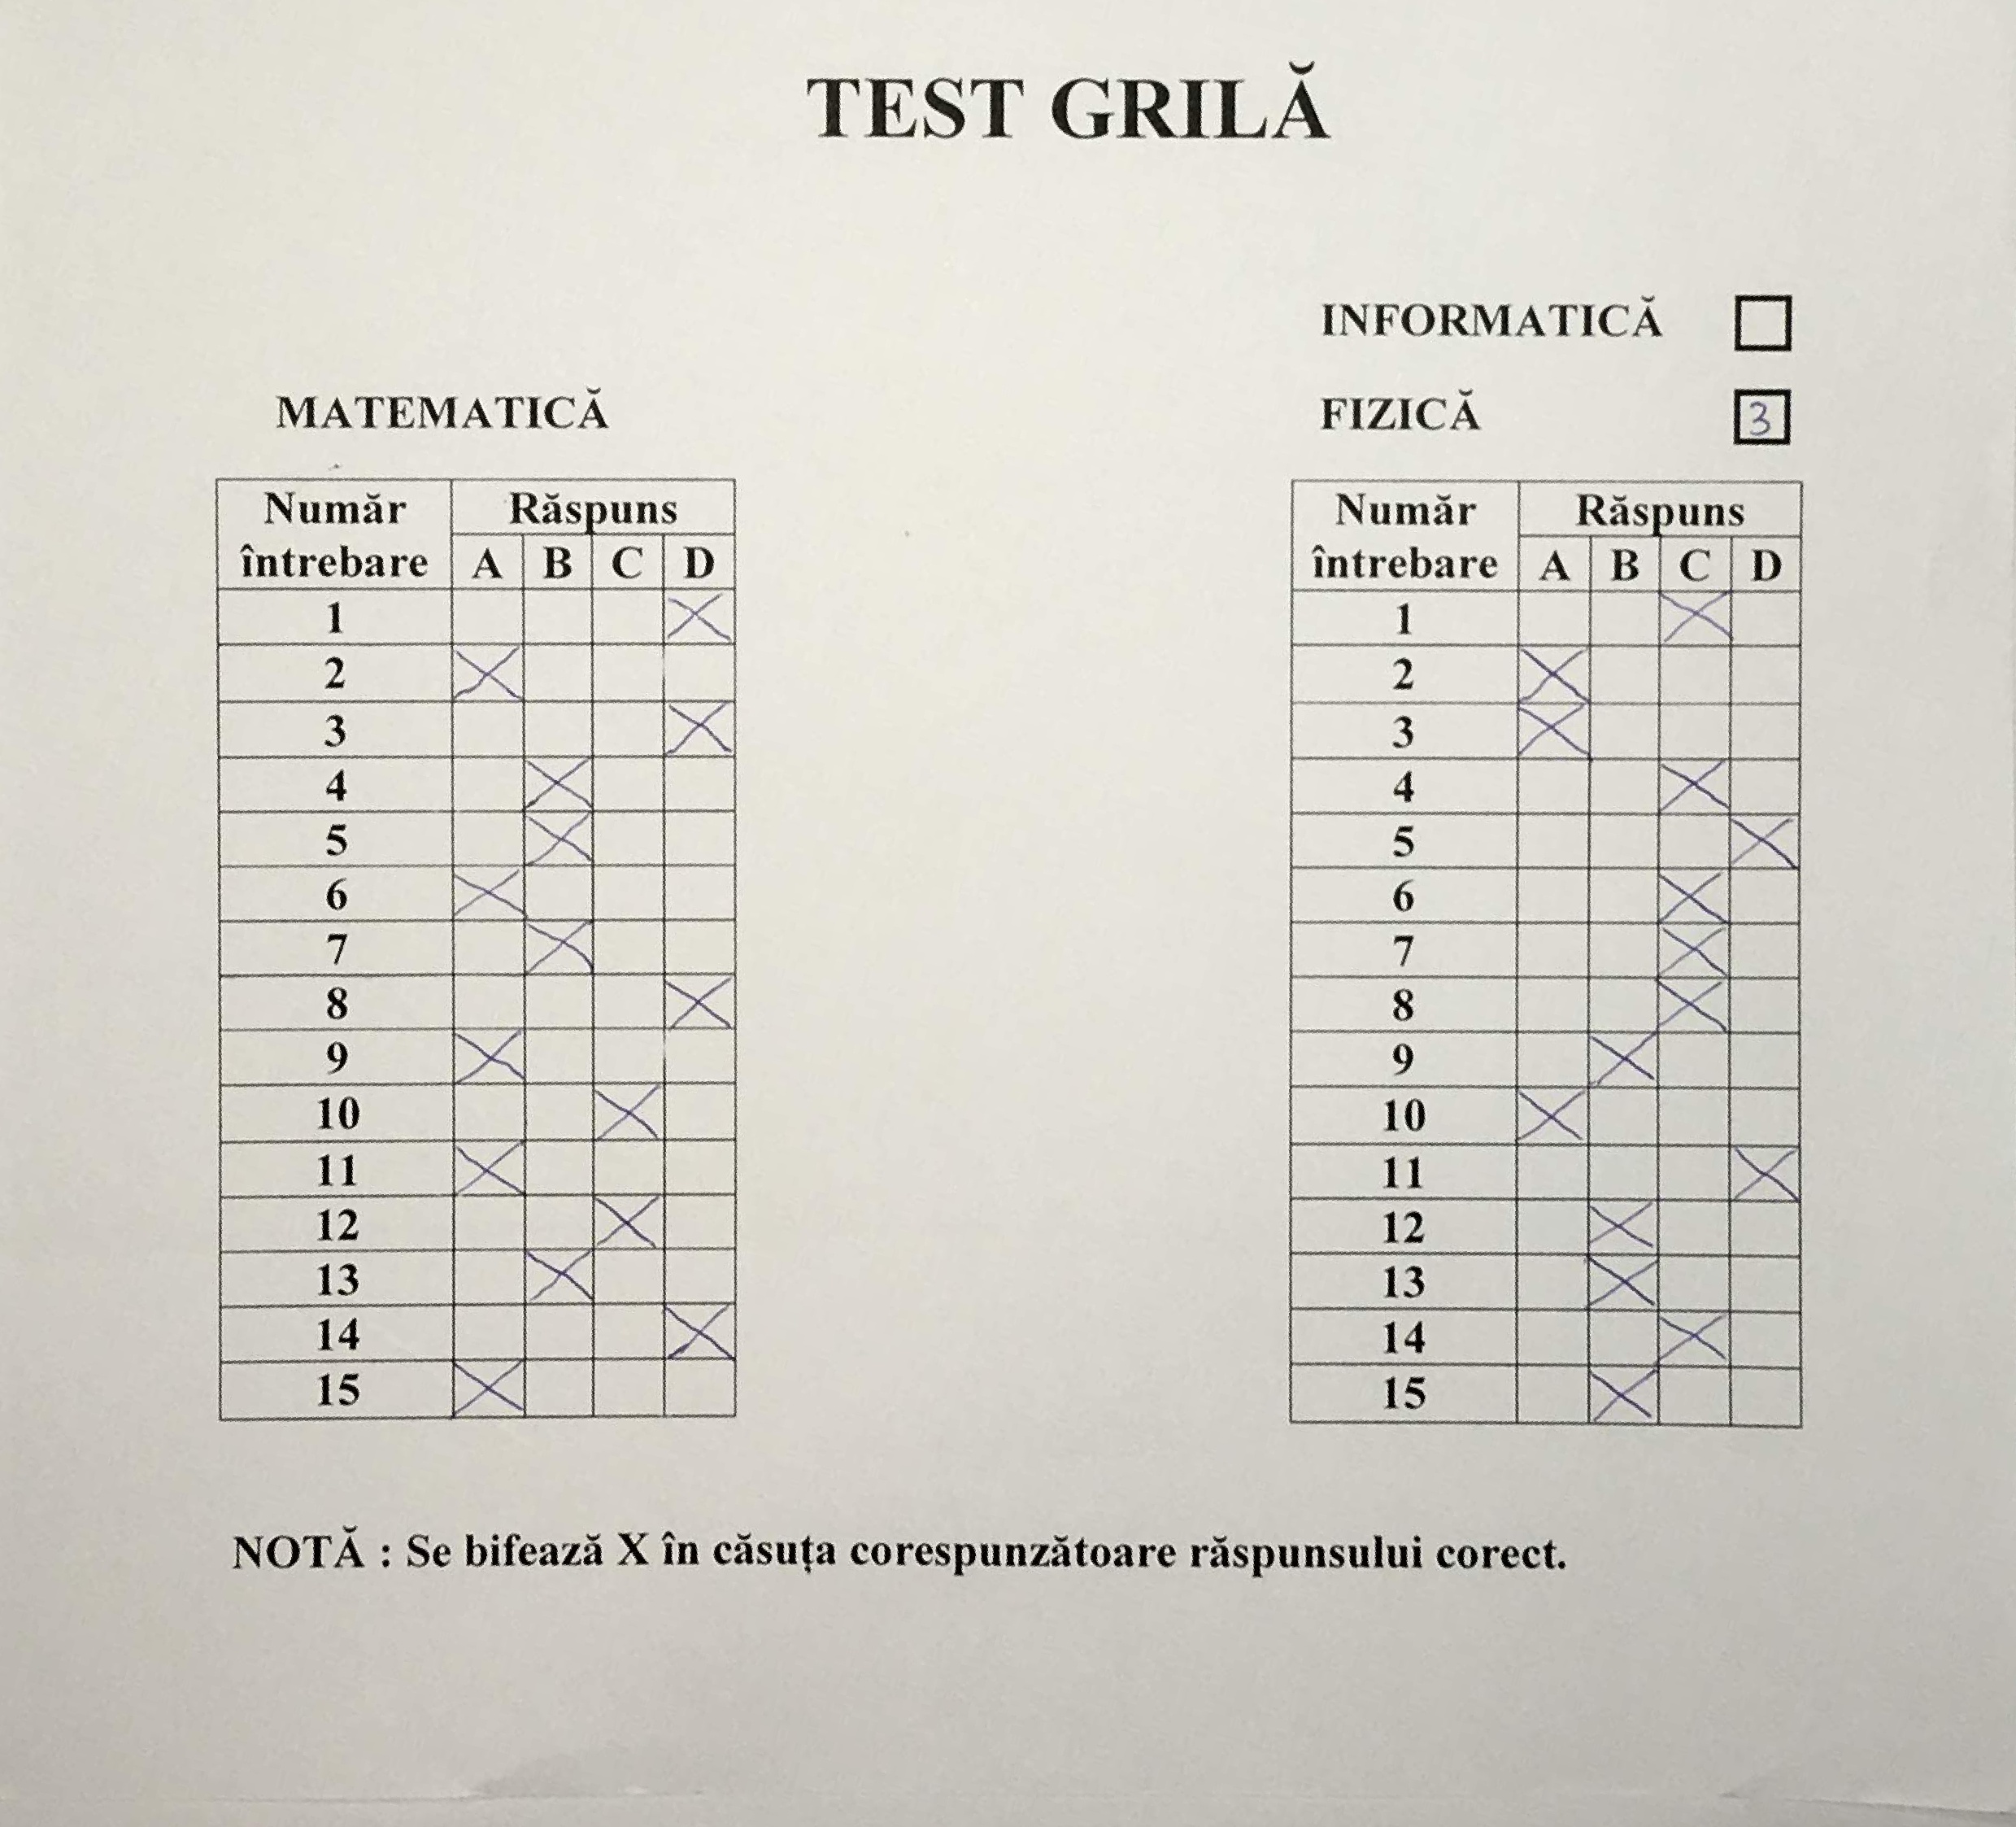 TEST GRILĂ
INFORMATICĂ
MATEMATICĂ
FIZICĂ 3
Număr întrebare Răspuns
A B C D
1 X
2 X
3 X
4 X
5 X
6 X
7 X
8 X
9 X
10 X
11 X
12 X
13 X
14 X
15 X
Număr întrebare Răspuns
A B C D
1 X
2 X
3 X
4 X
5 X
6 X
7 X
8 X
9 X
10 X
11 X
12 X
13 X
14 X
15 X
NOTĂ : Se bifează X în căsuța corespunzătoare răspunsului corect.